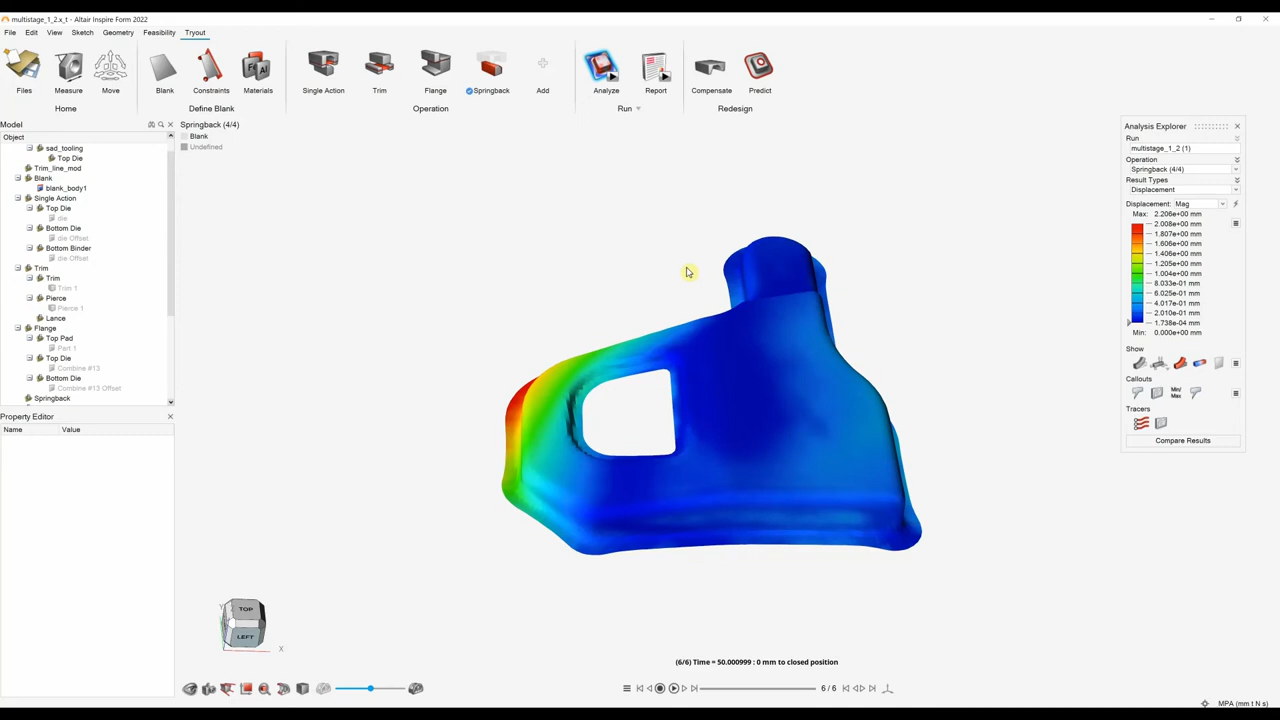 multistage_1_2.x_t - Altair Inspire Form 2022
File Edit View Sketch Geometry Feasibility Tryout
Files Measure Move Blank Constraints Materials Single Action Trim Flange Springback Add Analyze Report Compensate Predict
Home Define Blank Operation Run Redesign
Model
Object
sad_tooling
Top Die
Trim_line_mod
Blank
blank_body1
Single Action
Top Die
die
Bottom Die
die Offset
Bottom Binder
die Offset
Trim
Trim
Trim 1
Pierce
Pierce 1
Lance
Flange
Top Pad
Part 1
Top Die
Combine #13
Bottom Die
Combine #13 Offset
Springback
Property Editor
Name Value
Springback (4/4)
Blank
Undefined
Analysis Explorer
Run
multistage_1_2 (1)
Operation
Springback (4/4)
Result Types
Displacement
Displacement: Mag
Max: 2.206e+00 mm
2.008e+00 mm
1.807e+00 mm
1.606e+00 mm
1.406e+00 mm
1.205e+00 mm
1.004e+00 mm
8.033e-01 mm
6.025e-01 mm
4.017e-01 mm
2.010e-01 mm
1.738e-04 mm
Min: 0.000e+00 mm
Show
Callouts
Min/
Max
Tracers
Compare Results
TOP
LEFT
Y
X
(6/6) Time = 50.000999 : 0 mm to closed position
6 / 6
MPA (mm t N s)